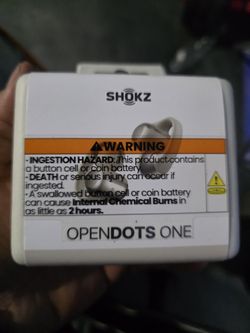 SHOKZ
WARNING
• INGESTION HAZARD: This product contains
a button cell or coin battery.
• DEATH or serious injury can occur if
ingested.
• A swallowed button cell or coin battery
can cause Internal Chemical Burns in
as little as 2 hours.
OPENDOTS ONE